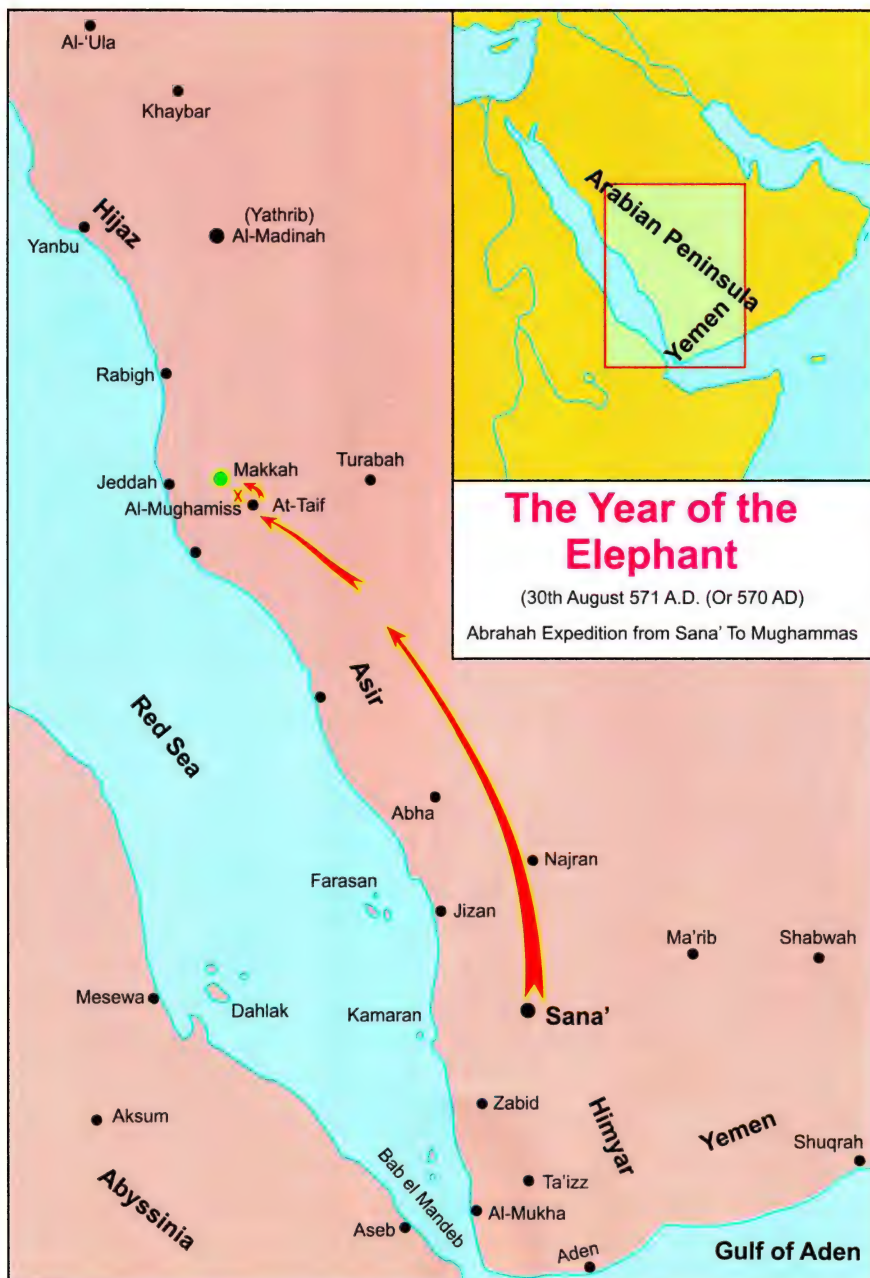 Al-‘Ula
Khaybar
Hijaz
(Yathrib)
Al-Madinah
Yanbu
Rabigh
Makkah
Turabah
Jeddah
Al-Mughamiss
x
At-Taif
Asir
Red Sea
Abha
Najran
Farasan
Jizan
Ma'rib
Shabwah
Mesewa
Dahlak
Kamaran
Sana’
Aksum
Zabid
Himyar
Yemen
Shuqrah
Abyssinia
Bab el Mandeb
Ta'izz
Al-Mukha
Aseb
Aden
Gulf of Aden
Arabian Peninsula
Yemen
The Year of the
Elephant
(30th August 571 A.D. (Or 570 AD)
Abrahah Expedition from Sana’ To Mughammas